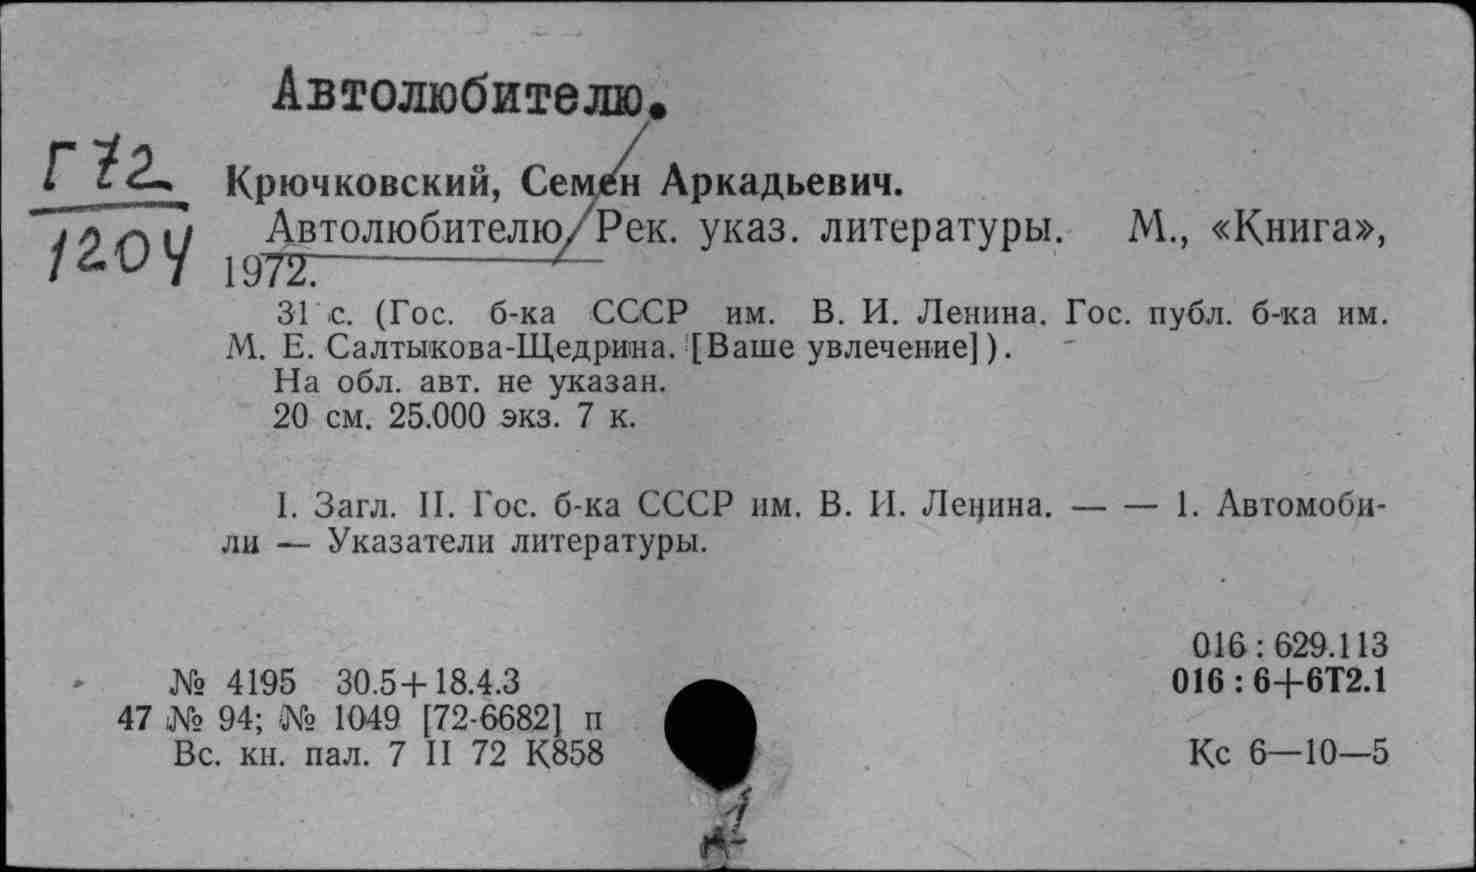 Автолюбителю.
Г72
1204
Крючковский, Семен Аркадьевич.
Автолюбителю/Рек. указ. литературы. М., «Книга»,
1972.
31 с. (Гос. б-ка СССР им. В. И. Ленина. Гос. публ. б-ка им.
М. Е. Салтыкова-Щедрина. [Ваше увлечение]).
На обл. авт. не указан.
20 см. 25.000 экз. 7 к.
I. Загл. II. Гос. б-ка СССР им. В. И. Ленина. — — 1. Автомоби-
ли — Указатели литературы.
016 : 629.113
№ 4195 30.5+18.4.3
016 : 6+6Т2.1
47 № 94; № 1049 [72-6682] п
Вс. кн. пал. 7 II 72 К858
Кс 6—10—5